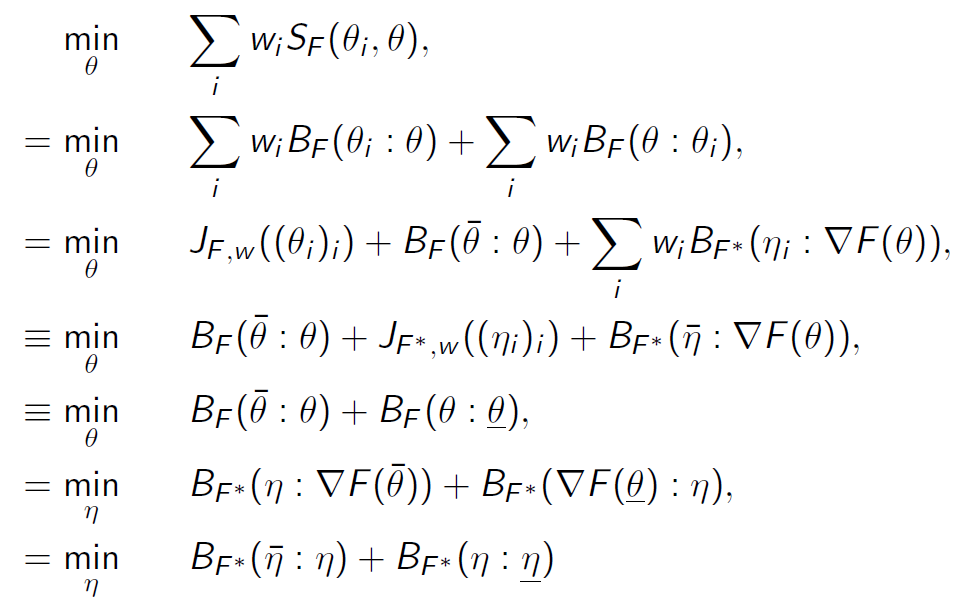 min_θ ∑_i w_i S_F(θ_i, θ),
= min_θ ∑_i w_i B_F(θ_i : θ) + ∑_i w_i B_F(θ : θ_i),
= min_θ J_{F,w}((θ_i)_i) + B_F(θ̄ : θ) + ∑_i w_i B_{F*}(η_i : ∇F(θ)),
≡ min_θ B_F(θ̄ : θ) + J_{F*,w}((η_i)_i) + B_{F*}(η̄ : ∇F(θ)),
≡ min_θ B_F(θ̄ : θ) + B_F(θ : θ̲),
= min_η B_{F*}(η : ∇F(θ̄)) + B_{F*}(∇F(θ̲) : η),
= min_η B_{F*}(η̄ : η) + B_{F*}(η : η̲)